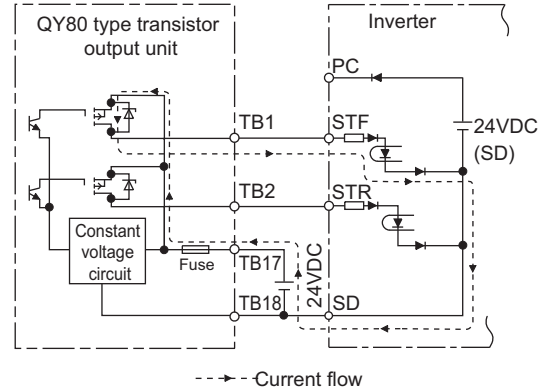 QY80 type transistor
output unit
Inverter
PC
TB1
STF
24VDC
(SD)
TB2
STR
Constant
voltage
circuit
Fuse
TB17
24VDC
TB18
SD
Current flow